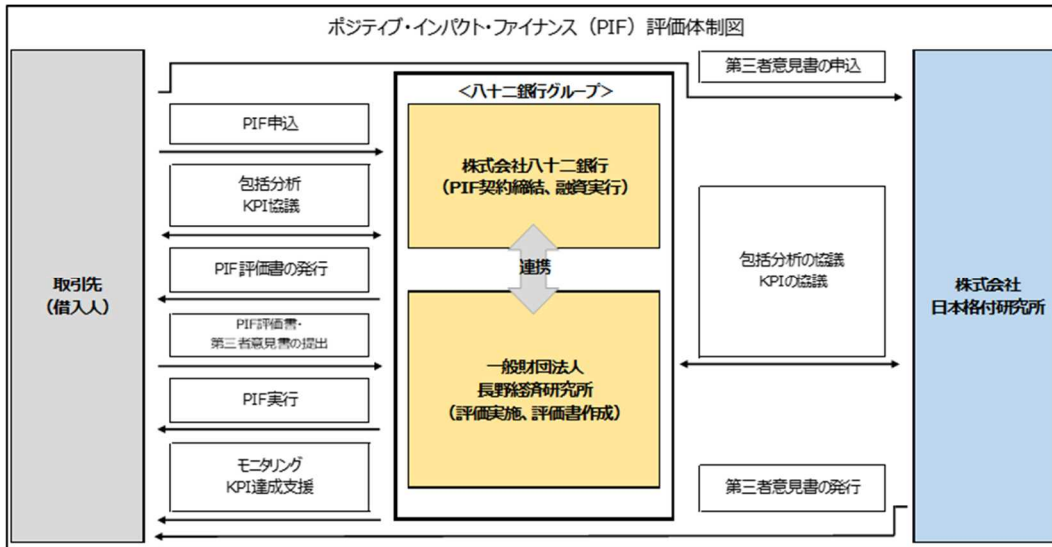 ポジティブ・インパクト・ファイナンス（PIF）評価体制図
取引先
（借入人）
PIF申込
包括分析
KPI協議
PIF評価書の発行
PIF評価書・
第三者意見書の提出
PIF実行
モニタリング
KPI達成支援
＜八十二銀行グループ＞
株式会社八十二銀行
（PIF契約締結、融資実行）
連携
一般財団法人
長野経済研究所
（評価実施、評価書作成）
第三者意見書の申込
包括分析の協議
KPIの協議
第三者意見書の発行
株式会社
日本格付研究所